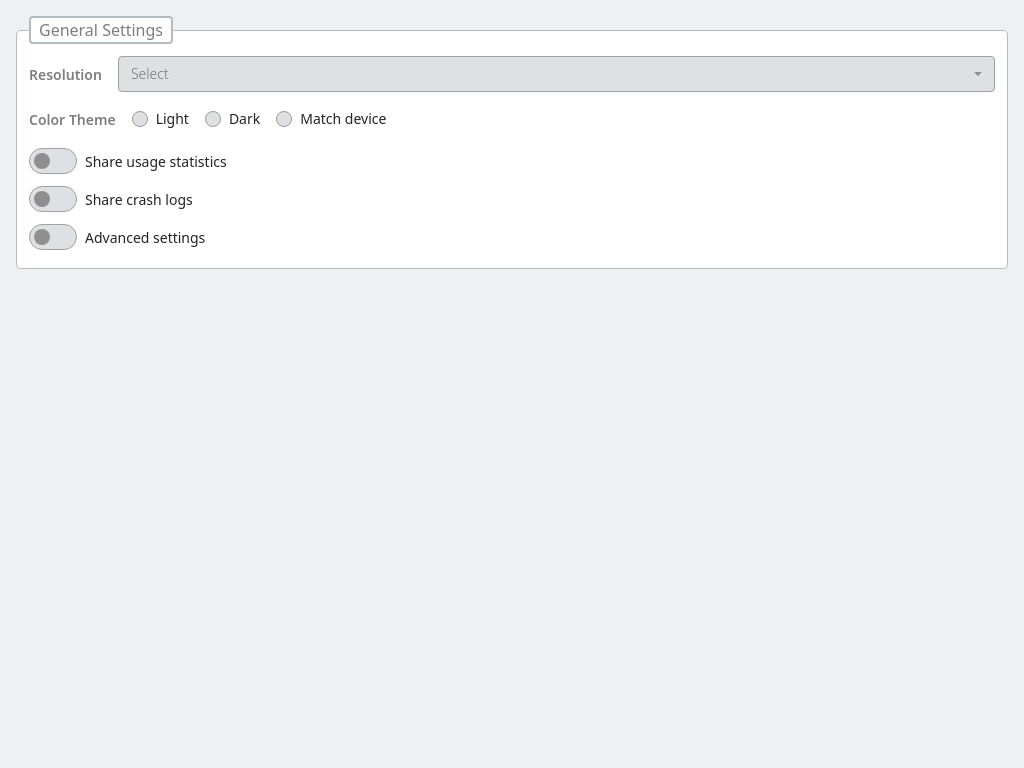 General Settings
Resolution Select
Color Theme Light Dark Match device
Share usage statistics
Share crash logs
Advanced settings